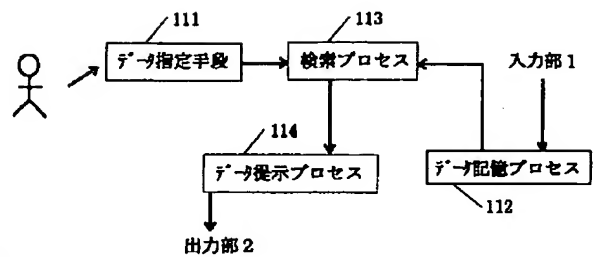 111
データ指定手段
113
検索プロセス
入力部1
114
データ提示プロセス
データ記憶プロセス
112
出力部2